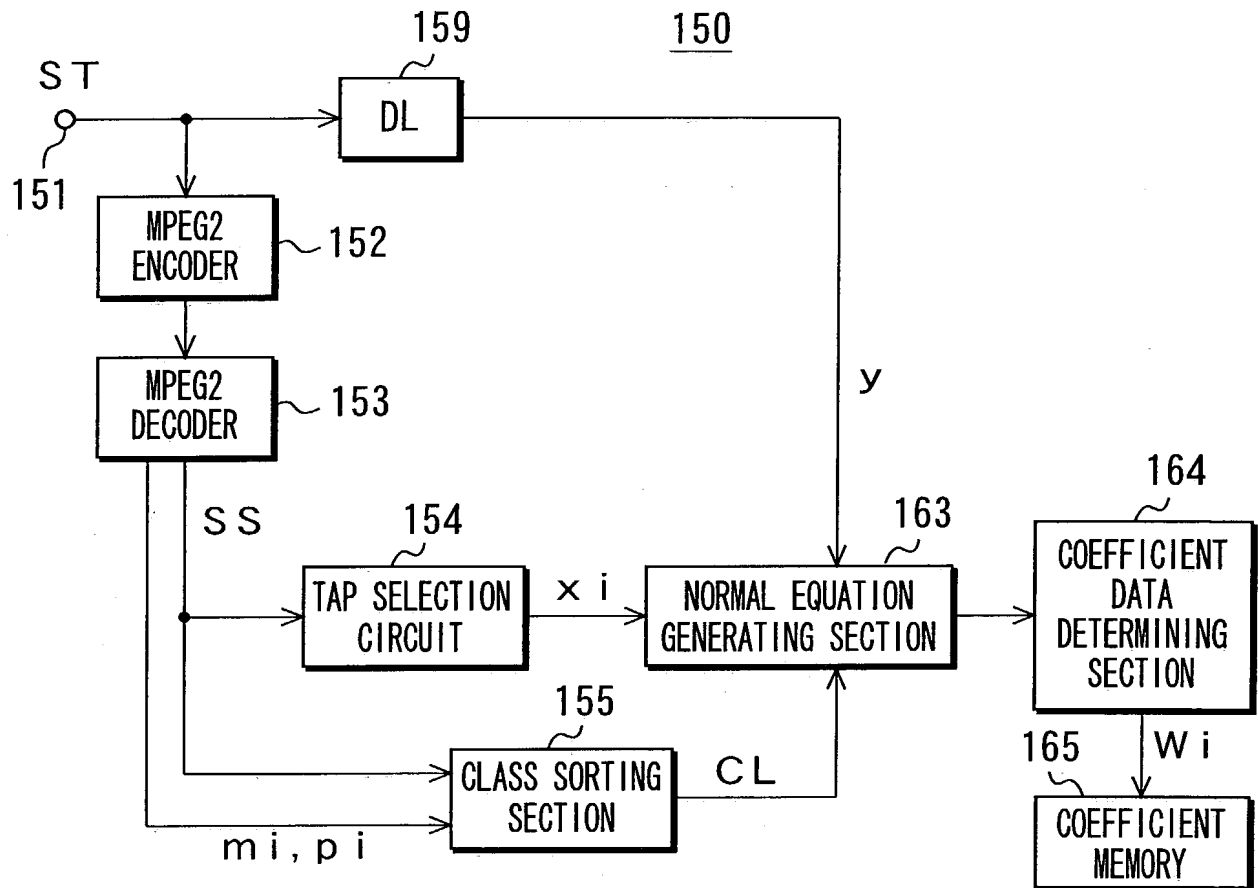 150
159
ST
DL
151
MPEG2
ENCODER
152
MPEG2
DECODER
153
y
SS
154
163
164
TAP SELECTION
CIRCUIT
xi
NORMAL EQUATION
GENERATING SECTION
COEFFICIENT
DATA
DETERMINING
SECTION
155
CLASS SORTING
SECTION
CL
mi, pi
Wi
165
COEFFICIENT
MEMORY